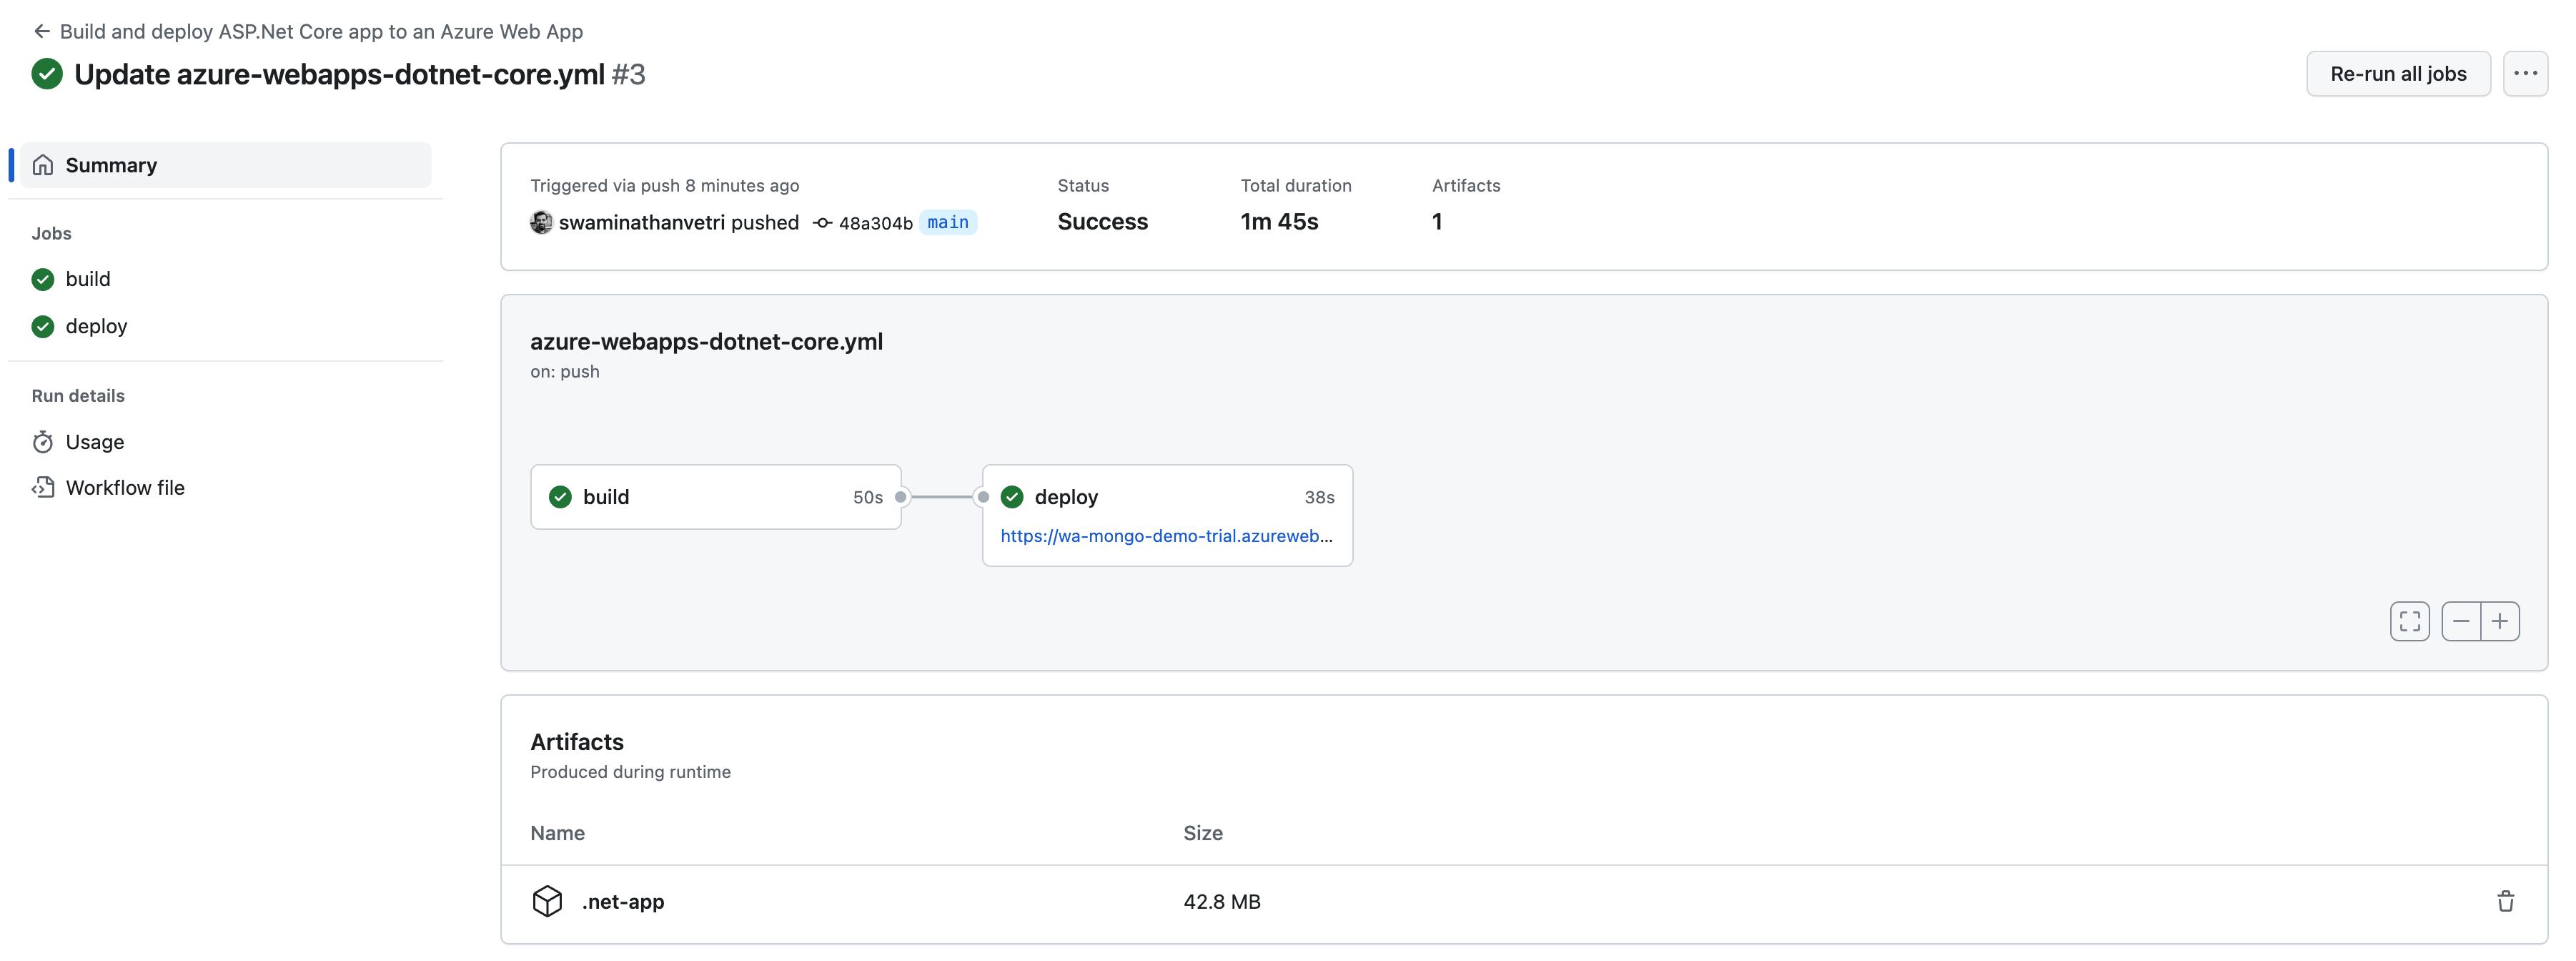 Build and deploy ASP.Net Core app to an Azure Web App
Update azure-webapps-dotnet-core.yml #3
Re-run all jobs
Summary
Jobs
build
deploy
Run details
Usage
Workflow file
Triggered via push 8 minutes ago
swaminathanvetri pushed 48a304b main
Status
Success
Total duration
1m 45s
Artifacts
1
azure-webapps-dotnet-core.yml
on: push
build 50s
deploy 38s
https://wa-mongo-demo-trial.azureweb...
Artifacts
Produced during runtime
Name Size
.net-app 42.8 MB